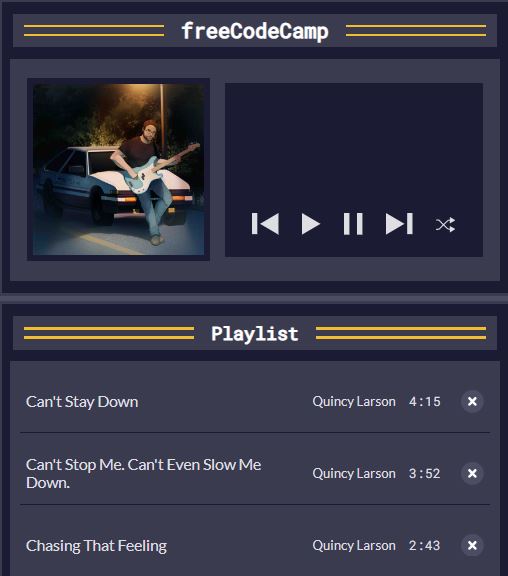 freeCodeCamp
Playlist
Can't Stay Down Quincy Larson 4:15
Can't Stop Me. Can't Even Slow Me
Down. Quincy Larson 3:52
Chasing That Feeling Quincy Larson 2:43